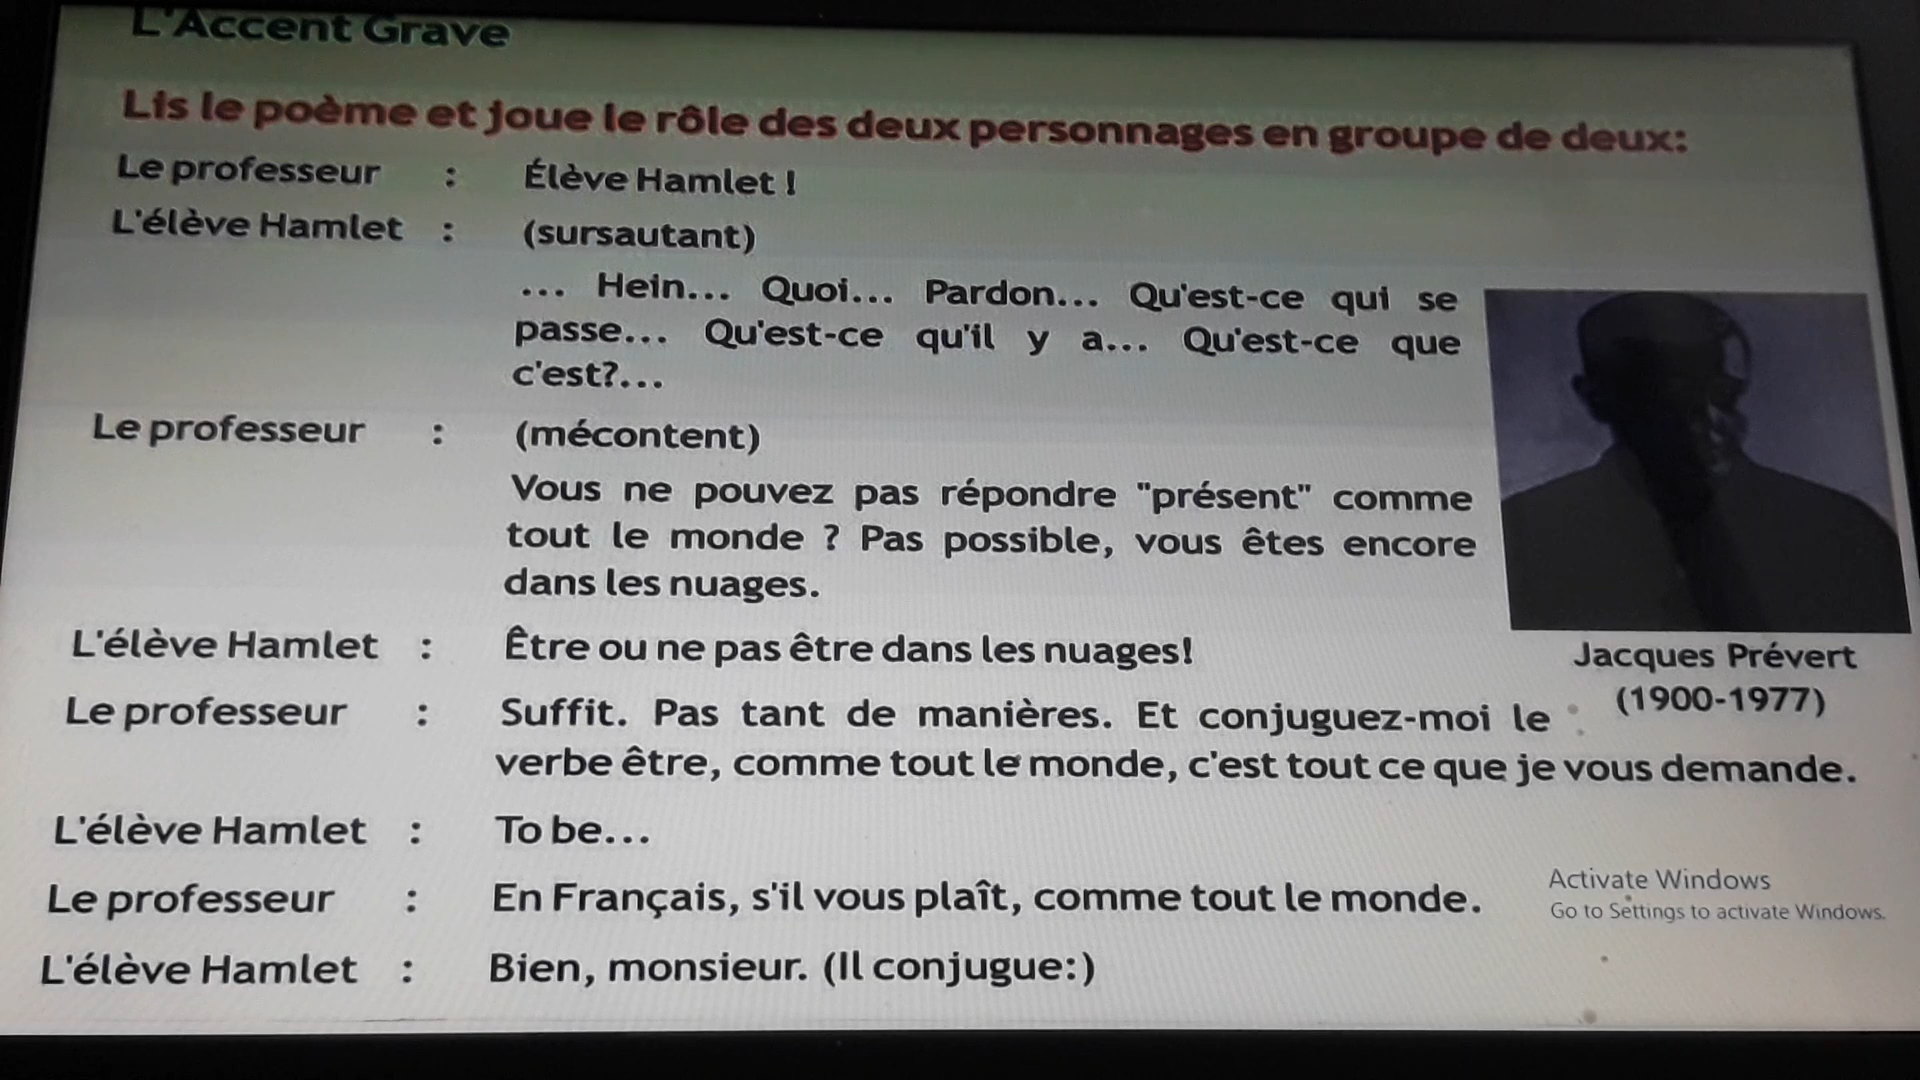 L'Accent Grave
Lis le poème et joue le rôle des deux personnages en groupe de deux:
Le professeur : Élève Hamlet !
L'élève Hamlet : (sursautant)
... Hein... Quoi... Pardon... Qu'est-ce qui se
passe... Qu'est-ce qu'il y a... Qu'est-ce que
c'est?...
Le professeur : (mécontent)
Vous ne pouvez pas répondre "présent" comme
tout le monde ? Pas possible, vous êtes encore
dans les nuages.
L'élève Hamlet : Être ou ne pas être dans les nuages!
Jacques Prévert
(1900-1977)
Le professeur : Suffit. Pas tant de manières. Et conjuguez-moi le
verbe être, comme tout le monde, c'est tout ce que je vous demande.
L'élève Hamlet : To be...
Le professeur : En Français, s'il vous plaît, comme tout le monde.
L'élève Hamlet : Bien, monsieur. (Il conjugue:)
Activate Windows
Go to Settings to activate Windows.